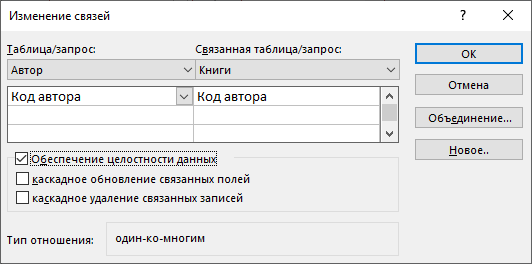 Изменение связей ? ×
Таблица/запрос: Связанная таблица/запрос:
Автор Книги
Код автора Код автора
Обеспечение целостности данных
каскадное обновление связанных полей
каскадное удаление связанных записей
Тип отношения: один-ко-многим
ОК
Отмена
Объединение...
Новое..